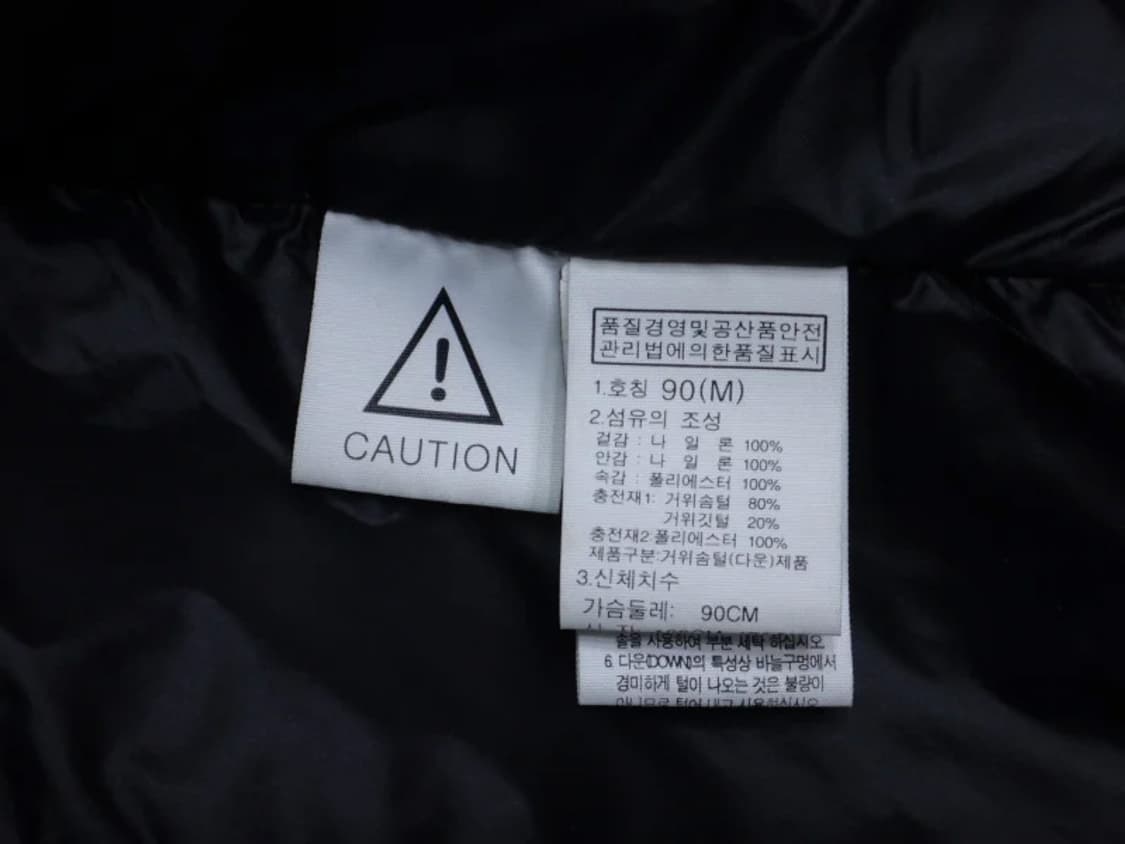 CAUTION
품질경영및공산품안전
관리법에의한품질표시
1.호칭 90(M)
2.섬유의 조성
겉감 : 나 일 론 100%
안감 : 나 일 론 100%
속감 : 폴리에스터 100%
충전재1: 거위솜털 80%
거위깃털 20%
충전재2:폴리에스터 100%
제품구분:거위솜털(다운)제품
3.신체치수
가슴둘레: 90CM
솔을 사용하여 부분 세탁 하십시오.
6. 다운(DOWN)의 특성상 바늘구멍에서
경미하게 털이 나오는 것은 불량이